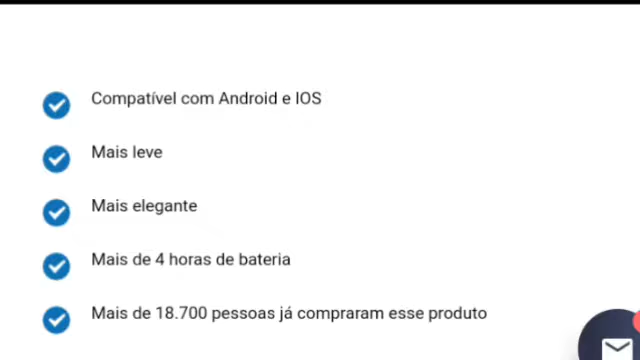 Compatível com Android e IOS
Mais leve
Mais elegante
Mais de 4 horas de bateria
Mais de 18.700 pessoas já compraram esse produto